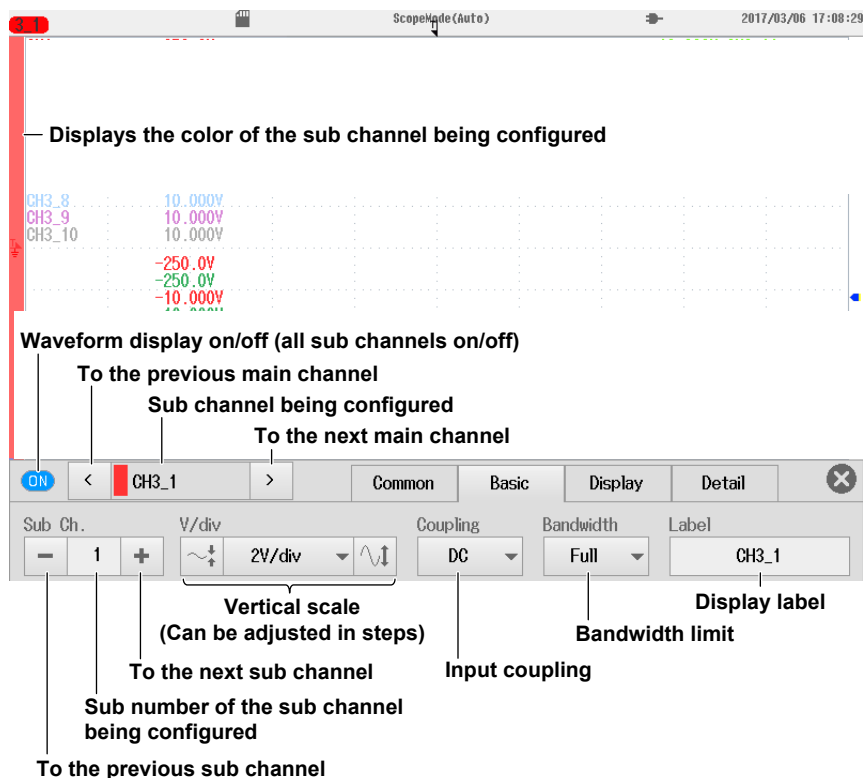 3_1 ScopeMode(Auto) 2017/03/06 17:08:29
Displays the color of the sub channel being configured
CH3_8 10.000V
CH3_9 10.000V
CH3_10 10.000V
-250.0V
-250.0V
-10.000V
Waveform display on/off (all sub channels on/off)
To the previous main channel
Sub channel being configured
To the next main channel
ON < CH3_1 > Common Basic Display Detail
Sub Ch. V/div Coupling Bandwidth Label
− 1 + 2V/div DC Full CH3_1
Vertical scale
(Can be adjusted in steps)
Display label
Bandwidth limit
To the next sub channel
Input coupling
Sub number of the sub channel
being configured
To the previous sub channel